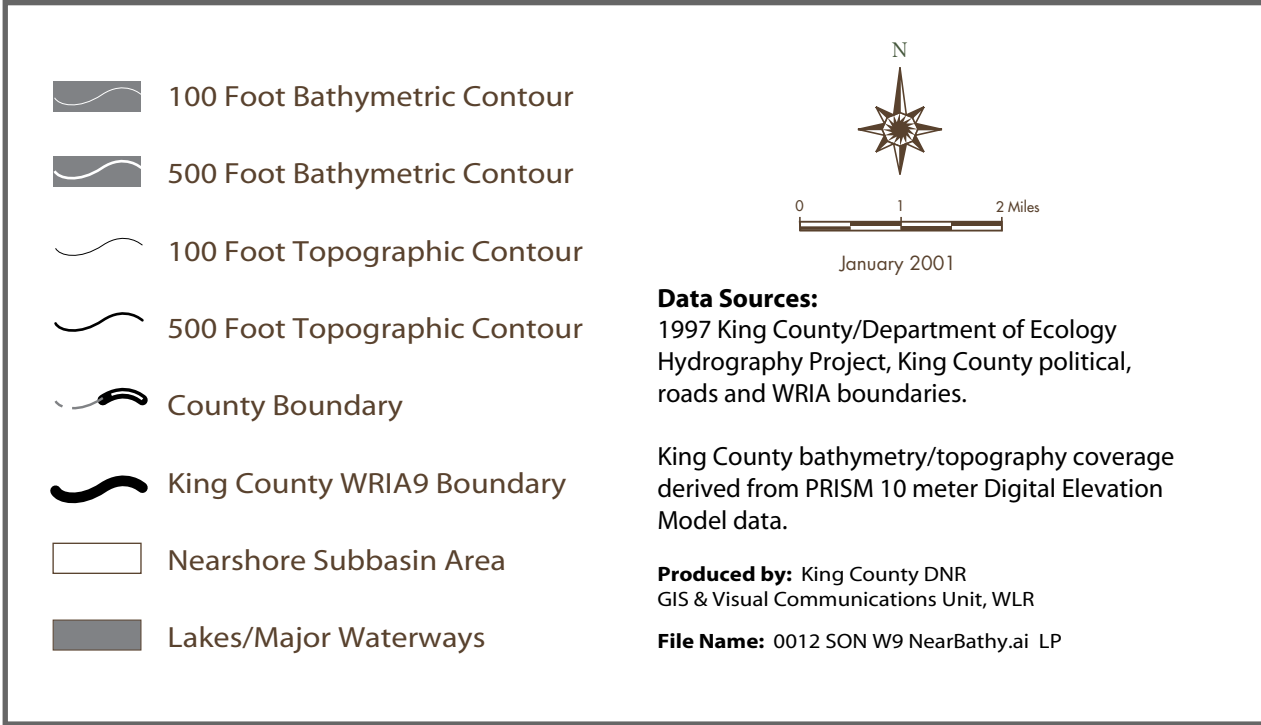 100 Foot Bathymetric Contour
500 Foot Bathymetric Contour
100 Foot Topographic Contour
500 Foot Topographic Contour
County Boundary
King County WRIA9 Boundary
Nearshore Subbasin Area
Lakes/Major Waterways
N
0 1 2 Miles
January 2001
Data Sources:
1997 King County/Department of Ecology
Hydrography Project, King County political,
roads and WRIA boundaries.
King County bathymetry/topography coverage
derived from PRISM 10 meter Digital Elevation
Model data.
Produced by: King County DNR
GIS & Visual Communications Unit, WLR
File Name: 0012 SON W9 NearBathy.ai LP